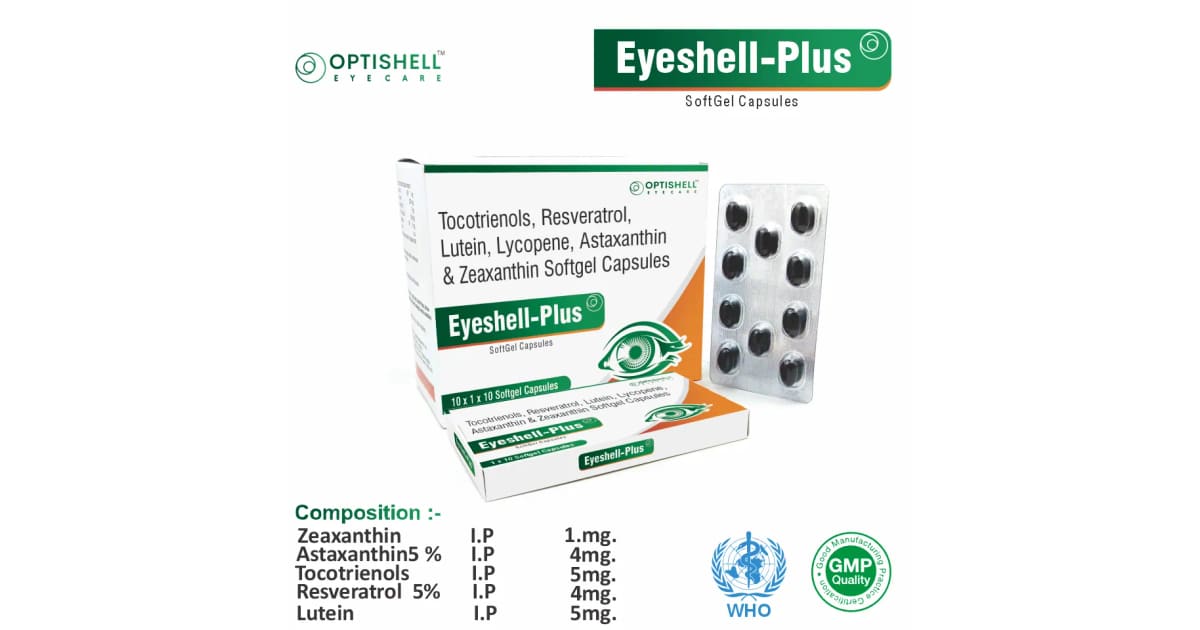 OPTISHELL™
EYECARE
Eyeshell-Plus
SoftGel Capsules
OPTISHELL™
EYECARE
Tocotrienols, Resveratrol,
Lutein, Lycopene, Astaxanthin
& Zeaxanthin Softgel Capsules
Eyeshell-Plus
SoftGel Capsules
10 x 1 x 10 Softgel Capsules
OPTISHELL
Tocotrienols, Resveratrol, Lutein, Lycopene,
Astaxanthin & Zeaxanthin Softgel Capsules
Eyeshell-Plus
SoftGel Capsules
1 x 10 Softgel Capsules
Eyeshell-Plus
Composition :-
Zeaxanthin I.P 1.mg.
Astaxanthin5 % I.P 4mg.
Tocotrienols I.P 5mg.
Resveratrol 5% I.P 4mg.
Lutein I.P 5mg.
WHO
Good Manufacturing Practice Certification
GMP
Quality